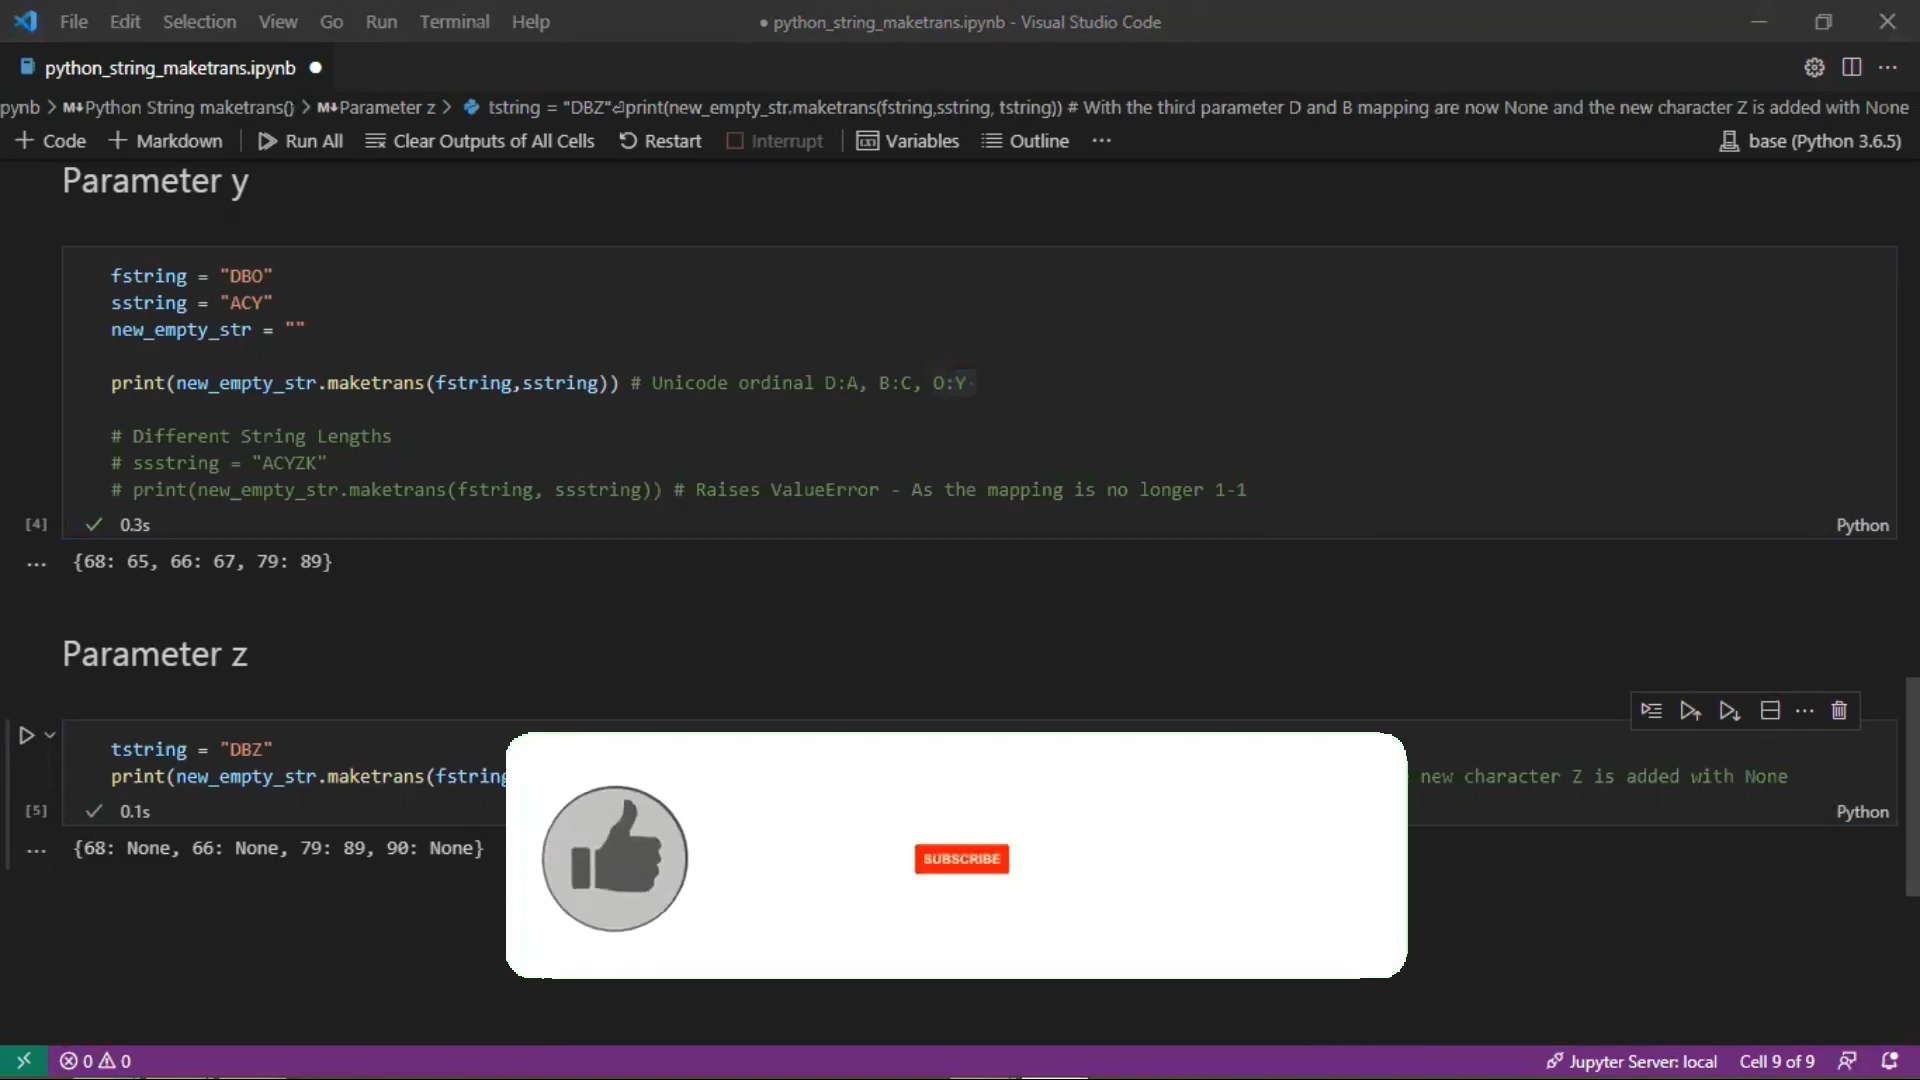 File Edit Selection View Go Run Terminal Help
● python_string_maketrans.ipynb - Visual Studio Code
python_string_maketrans.ipynb ●
pynb > M↓Python String maketrans() > M↓Parameter z > tstring = "DBZ"⏎print(new_empty_str.maketrans(fstring,sstring, tstring)) # With the third parameter D and B mapping are now None and the new character Z is added with None
+ Code + Markdown Run All Clear Outputs of All Cells Restart Interrupt Variables Outline ··· base (Python 3.6.5)
Parameter y
fstring = "DBO"
sstring = "ACY"
new_empty_str = ""
print(new_empty_str.maketrans(fstring,sstring)) # Unicode ordinal D:A, B:C, O:Y
# Different String Lengths
# ssstring = "ACYZK"
# print(new_empty_str.maketrans(fstring, ssstring)) # Raises ValueError - As the mapping is no longer 1-1
[4] 0.3s Python
... {68: 65, 66: 67, 79: 89}
Parameter z
tstring = "DBZ"
print(new_empty_str.maketrans(fstring new character Z is added with None
[5] 0.1s Python
... {68: None, 66: None, 79: 89, 90: None}
SUBSCRIBE
0 0 Jupyter Server: local Cell 9 of 9